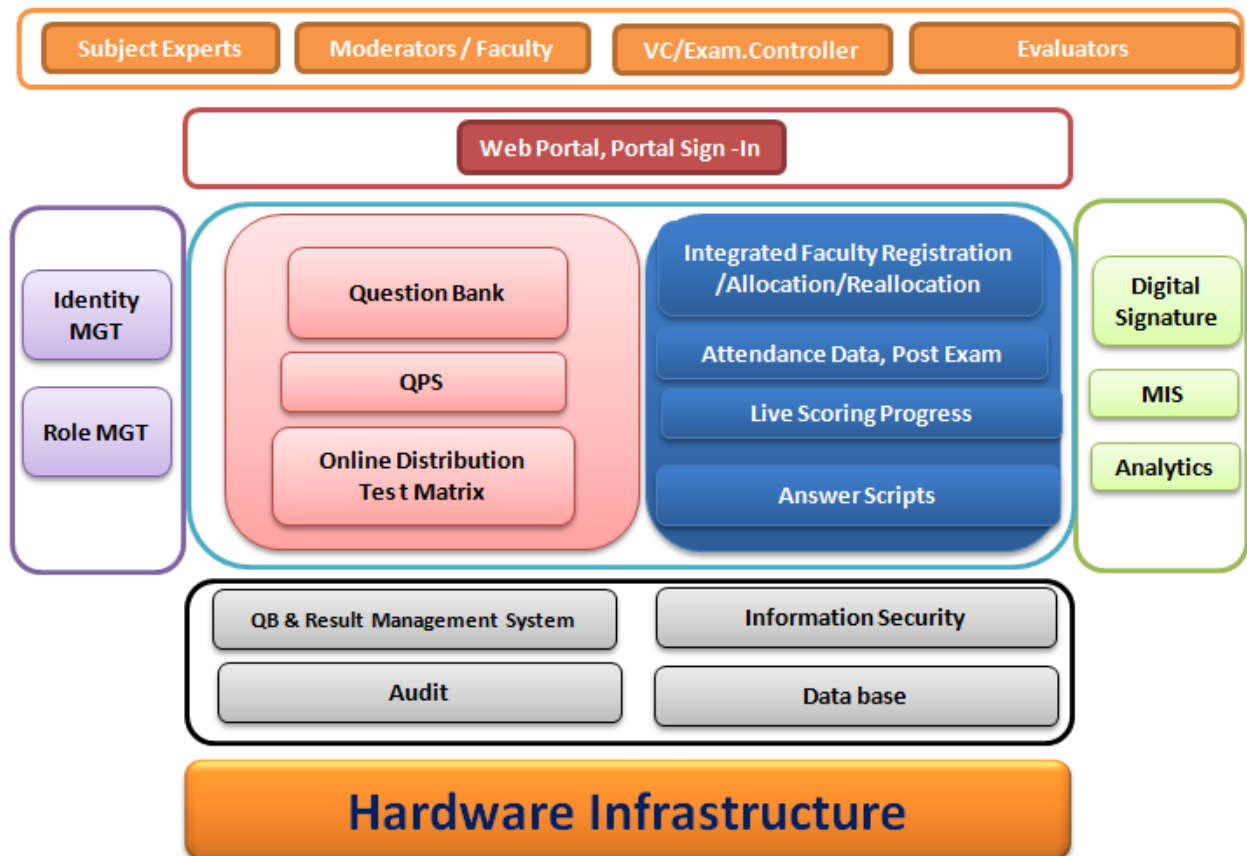 Subject Experts
Moderators / Faculty
VC/Exam.Controller
Evaluators
Web Portal, Portal Sign -In
Identity
MGT
Role MGT
Question Bank
QPS
Online Distribution
Test Matrix
Integrated Faculty Registration
/Allocation/Reallocation
Attendance Data, Post Exam
Live Scoring Progress
Answer Scripts
Digital
Signature
MIS
Analytics
QB & Result Management System
Information Security
Audit
Data base
Hardware Infrastructure